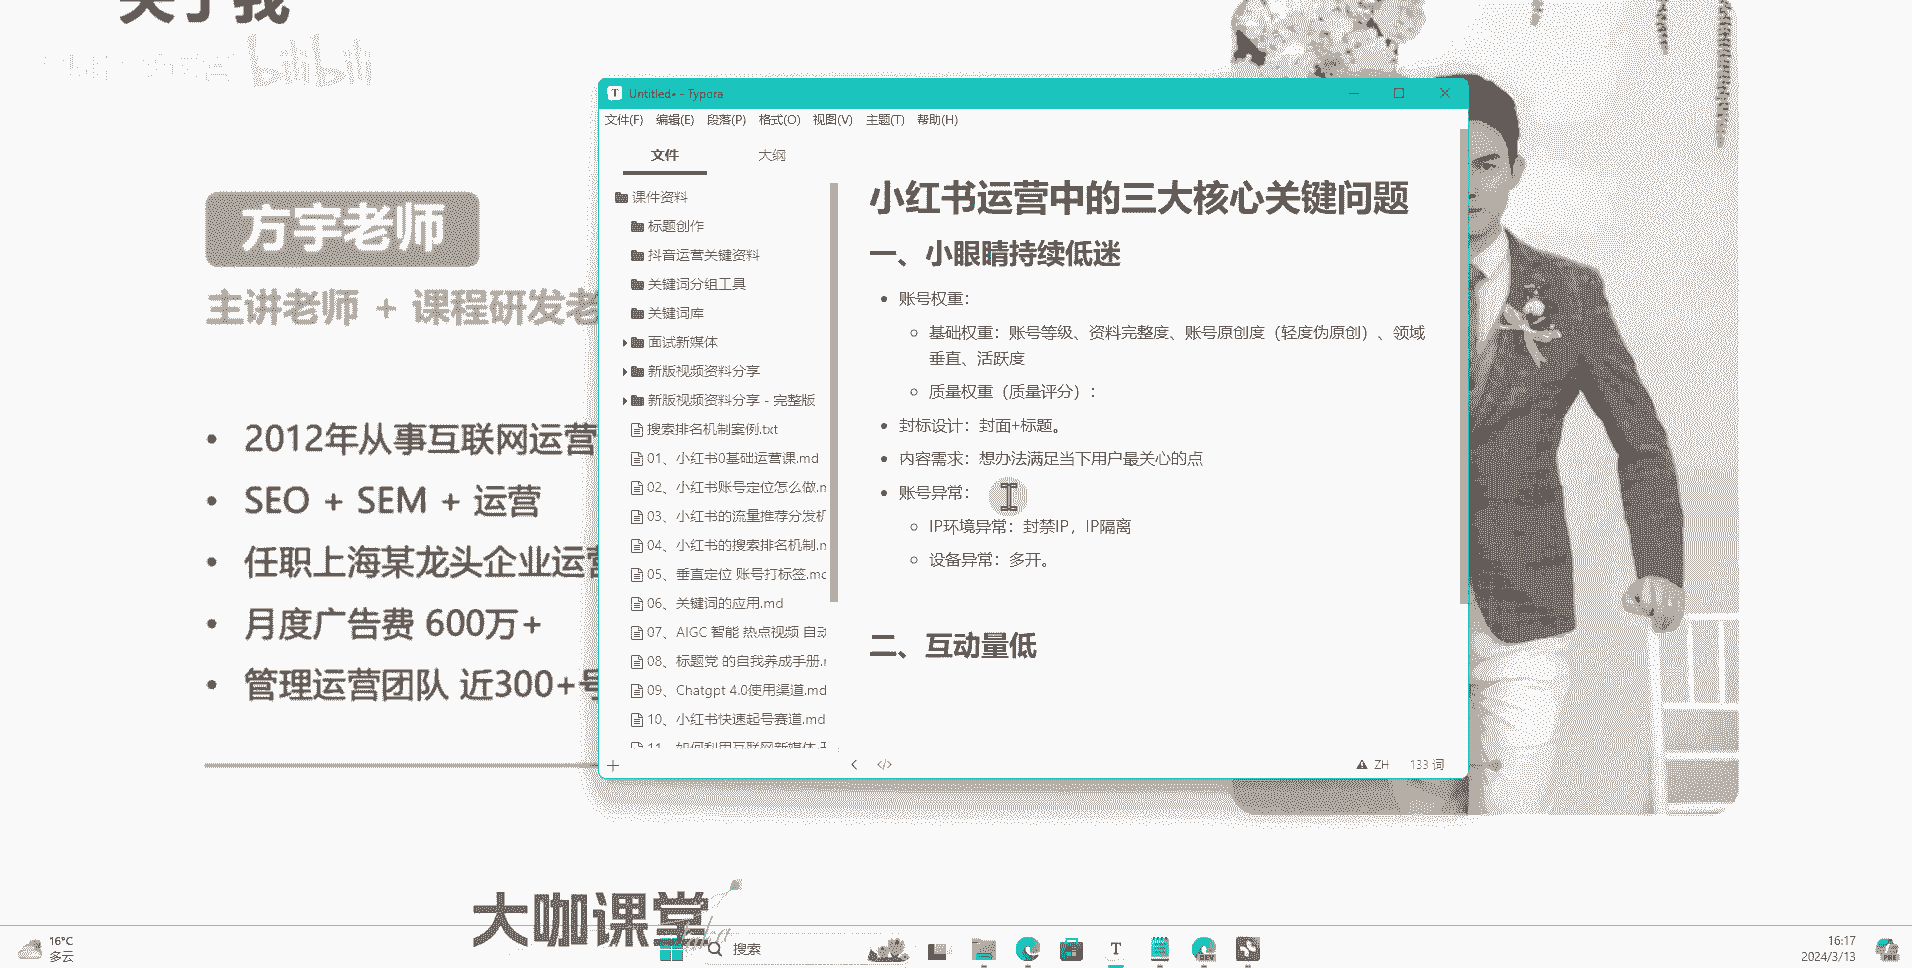 关于我
bilibili
方宇老师
主讲老师 + 课程研发老
2012年从事互联网运营
SEO + SEM + 运营
任职上海某龙头企业运营
月度广告费 600万+
管理运营团队 近300+号
Untitled• - Typora
文件(F) 编辑(E) 段落(P) 格式(O) 视图(V) 主题(T) 帮助(H)
文件 大纲
课件资料
标题创作
抖音运营关键资料
关键词分组工具
关键词库
面试新媒体
新版视频资料分享
新版视频资料分享 - 完整版
搜索排名机制案例.txt
01、小红书0基础运营课.md
02、小红书账号定位怎么做.m
03、小红书的流量推荐分发机
04、小红书的搜索排名机制.m
05、垂直定位 账号打标签.mc
06、关键词的应用.md
07、AIGC 智能 热点视频 自动
08、标题党 的自我养成手册.
09、Chatgpt 4.0使用渠道.md
10、小红书快速起号赛道.md
11、如何利用互联网新媒体
小红书运营中的三大核心关键问题
一、小眼睛持续低迷
账号权重：
基础权重：账号等级、资料完整度、账号原创度（轻度伪原创）、领域
垂直、活跃度
质量权重（质量评分）：
封标设计：封面+标题。
内容需求：想办法满足当下用户最关心的点
账号异常：
IP环境异常：封禁IP，IP隔离
设备异常：多开。
二、互动量低
ZH 133 词
大咖课堂
16°C
多云
搜索
T
DEV
16:17
2024/3/13
PRE